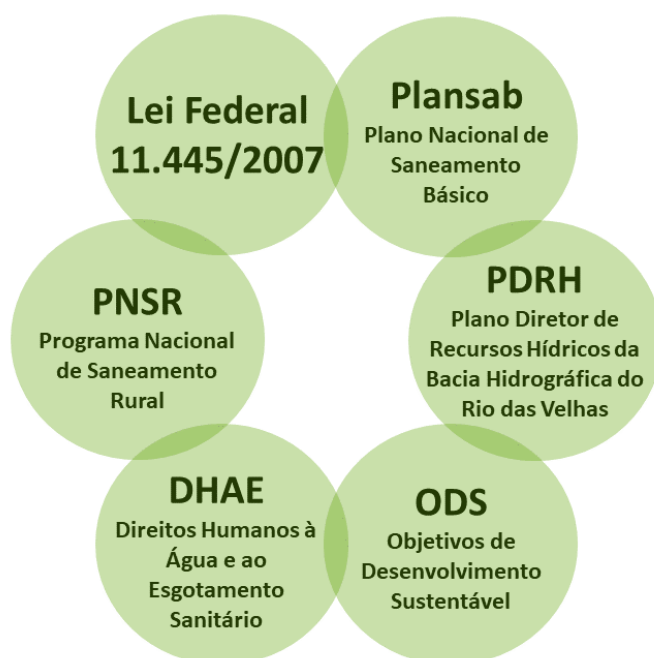 Lei Federal
11.445/2007
Plansab
Plano Nacional de
Saneamento
Básico
PNSR
Programa Nacional
de Saneamento
Rural
PDRH
Plano Diretor de
Recursos Hídricos da
Bacia Hidrográfica do
Rio das Velhas
DHAE
Direitos Humanos à
Água e ao
Esgotamento
Sanitário
ODS
Objetivos de
Desenvolvimento
Sustentável